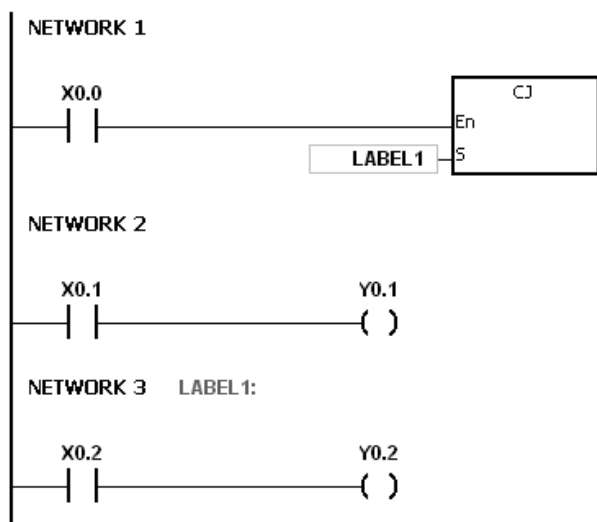 NETWORK 1
X0.0
CJ
En
LABEL1 S
NETWORK 2
X0.1 Y0.1
NETWORK 3 LABEL1:
X0.2 Y0.2